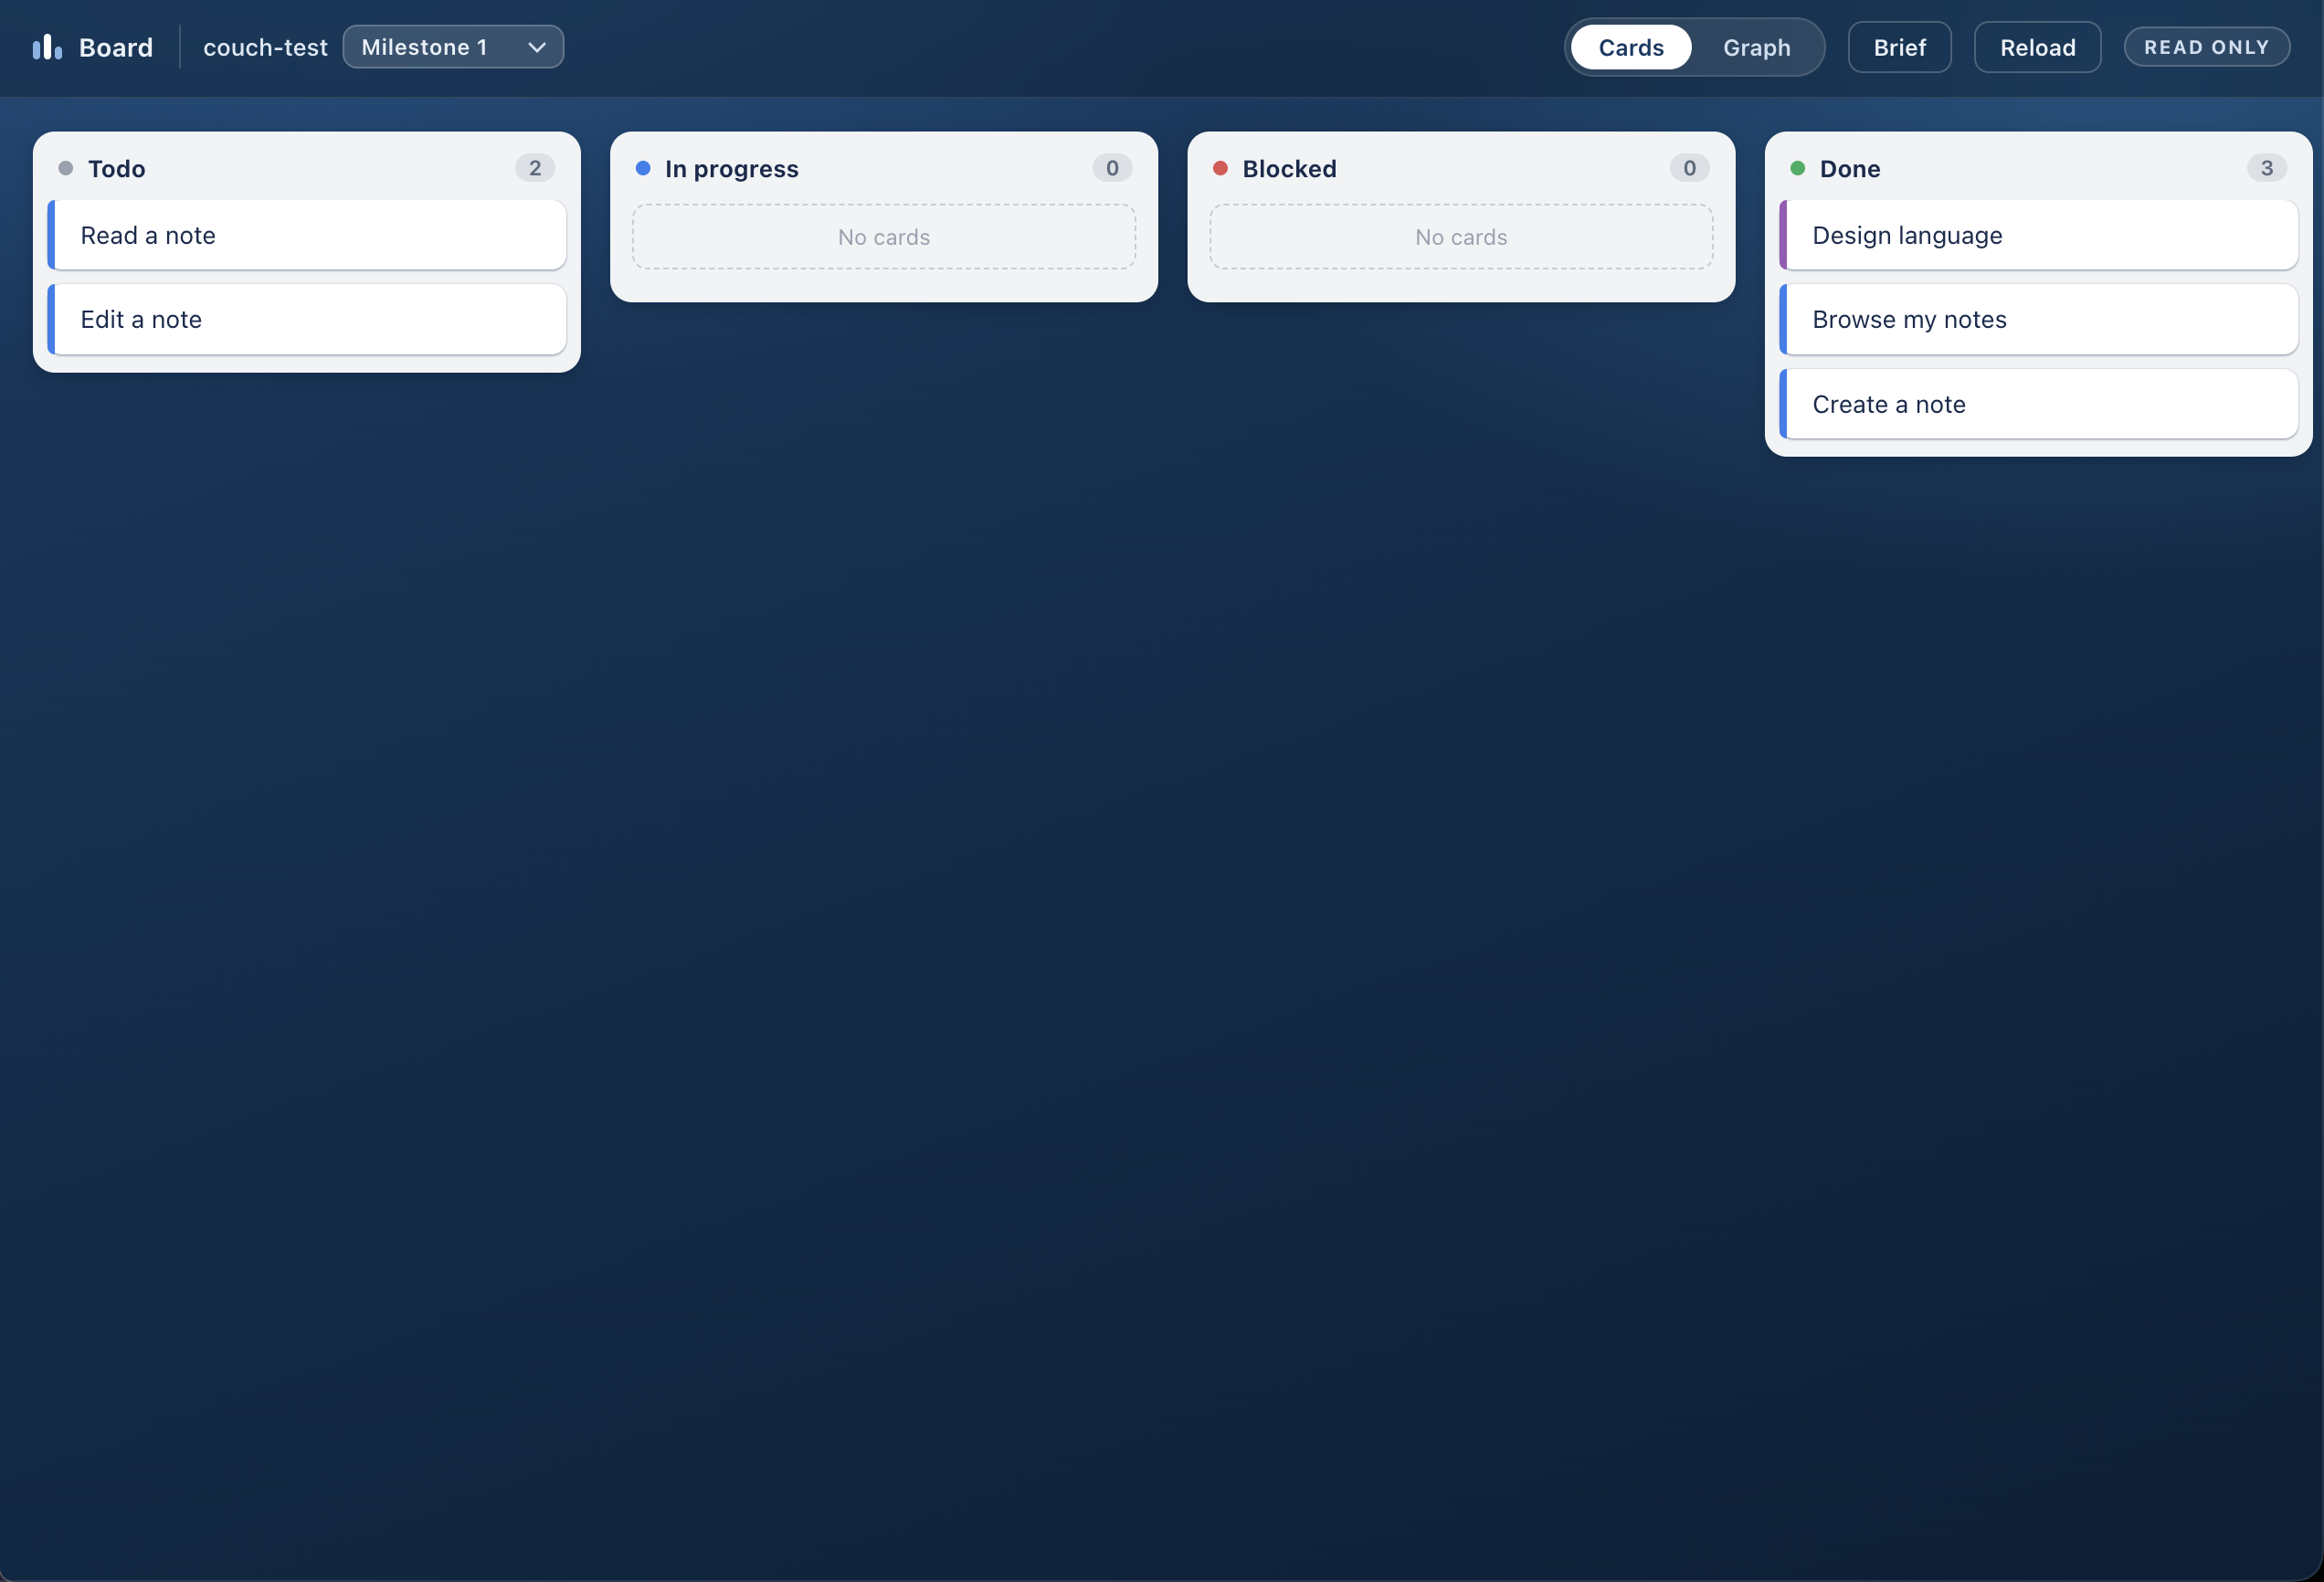 Board
couch-test
Milestone 1
Cards
Graph
Brief
Reload
READ ONLY
Todo
2
Read a note
Edit a note
In progress
0
No cards
Blocked
0
No cards
Done
3
Design language
Browse my notes
Create a note